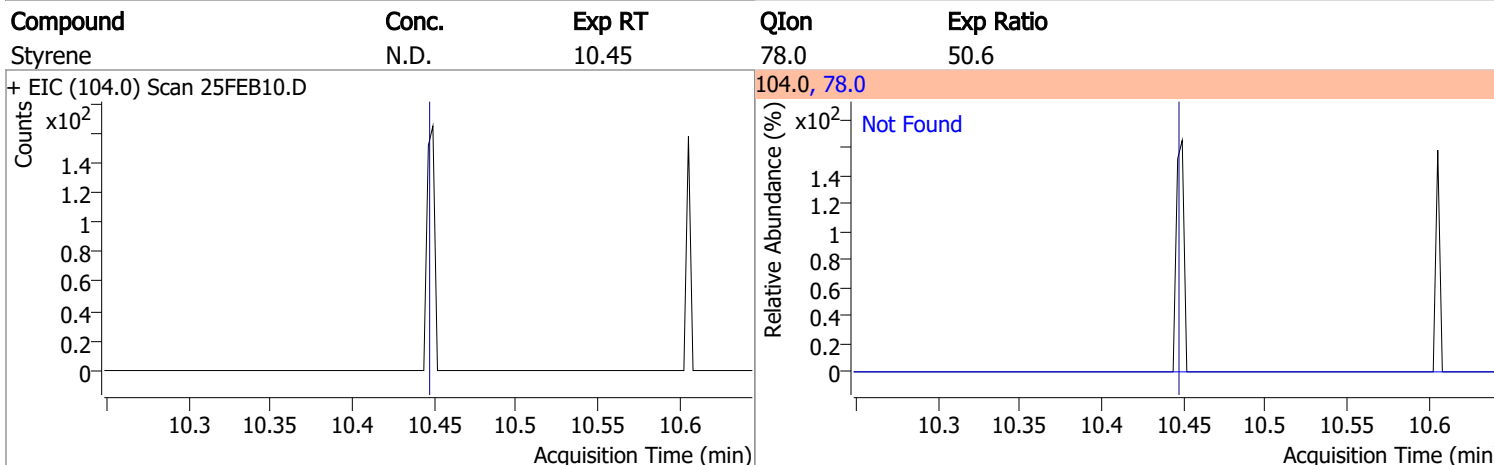 Compound Conc. Exp RT QIon Exp Ratio
Styrene N.D. 10.45 78.0 50.6
+ EIC (104.0) Scan 25FEB10.D
Counts
x10²
1.4
1.2
1
0.8
0.6
0.4
0.2
0
10.3 10.35 10.4 10.45 10.5 10.55 10.6
Acquisition Time (min)
104.0, 78.0
Relative Abundance (%)
x10²
Not Found
1.4
1.2
1
0.8
0.6
0.4
0.2
0
10.3 10.35 10.4 10.45 10.5 10.55 10.6
Acquisition Time (min